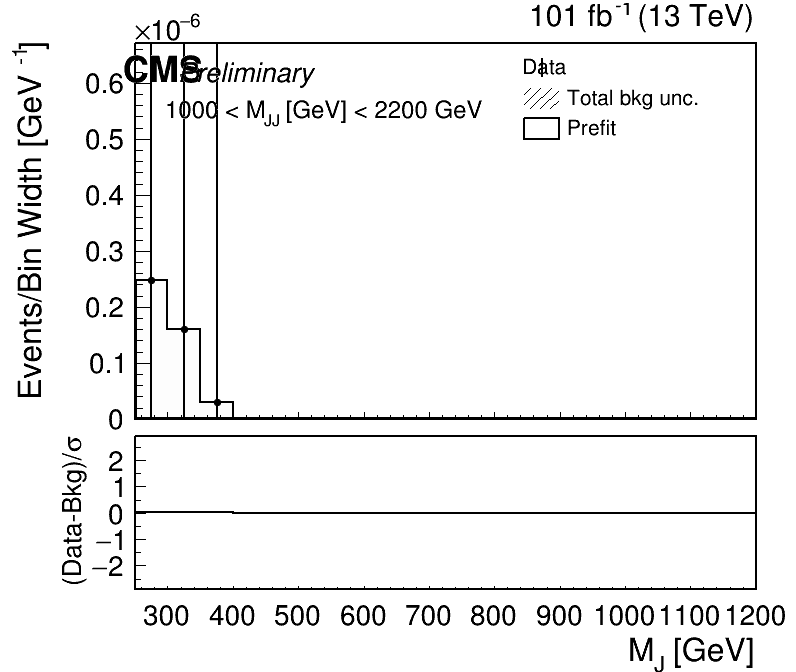 ×10⁻⁶
101 fb⁻¹ (13 TeV)
CMS Preliminary
1000 < M_JJ [GeV] < 2200 GeV
Data
Total bkg unc.
Prefit
Events/Bin Width [GeV⁻¹]
0.6
0.5
0.4
0.3
0.2
0.1
0
(Data-Bkg)/σ
2
1
0
−1
−2
300 400 500 600 700 800 900 1000 1100 1200
M_J [GeV]